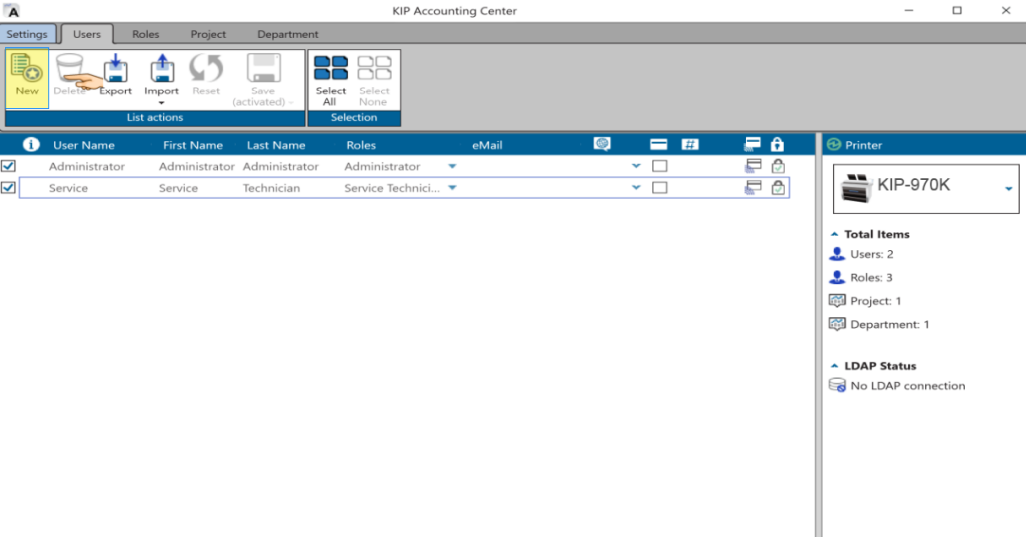 A KIP Accounting Center
Settings Users Roles Project Department
New Delete Export Import Reset Save (activated) Select All Select None
List actions Selection
User Name First Name Last Name Roles eMail # Printer
Administrator Administrator Administrator Administrator
Service Service Technician Service Technici...
KIP-970K
Total Items
Users: 2
Roles: 3
Project: 1
Department: 1
LDAP Status
No LDAP connection